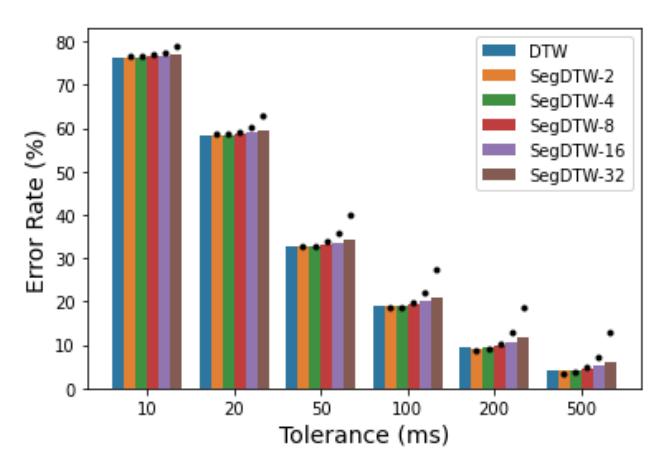 80
70
60
50
40
30
20
10
0
Error Rate (%)
DTW
SegDTW-2
SegDTW-4
SegDTW-8
SegDTW-16
SegDTW-32
10 20 50 100 200 500
Tolerance (ms)